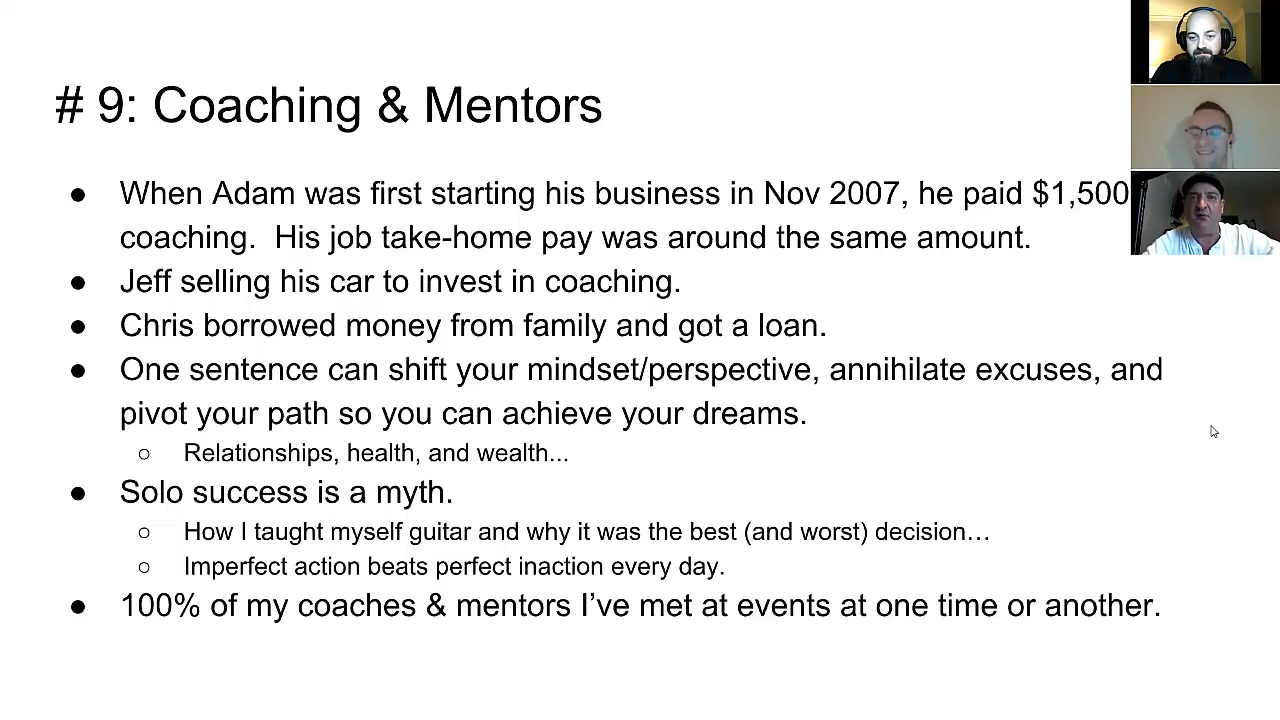 # 9: Coaching & Mentors
● When Adam was first starting his business in Nov 2007, he paid $1,500
coaching.  His job take-home pay was around the same amount.
● Jeff selling his car to invest in coaching.
● Chris borrowed money from family and got a loan.
● One sentence can shift your mindset/perspective, annihilate excuses, and
pivot your path so you can achieve your dreams.
○ Relationships, health, and wealth...
● Solo success is a myth.
○ How I taught myself guitar and why it was the best (and worst) decision…
○ Imperfect action beats perfect inaction every day.
● 100% of my coaches & mentors I’ve met at events at one time or another.